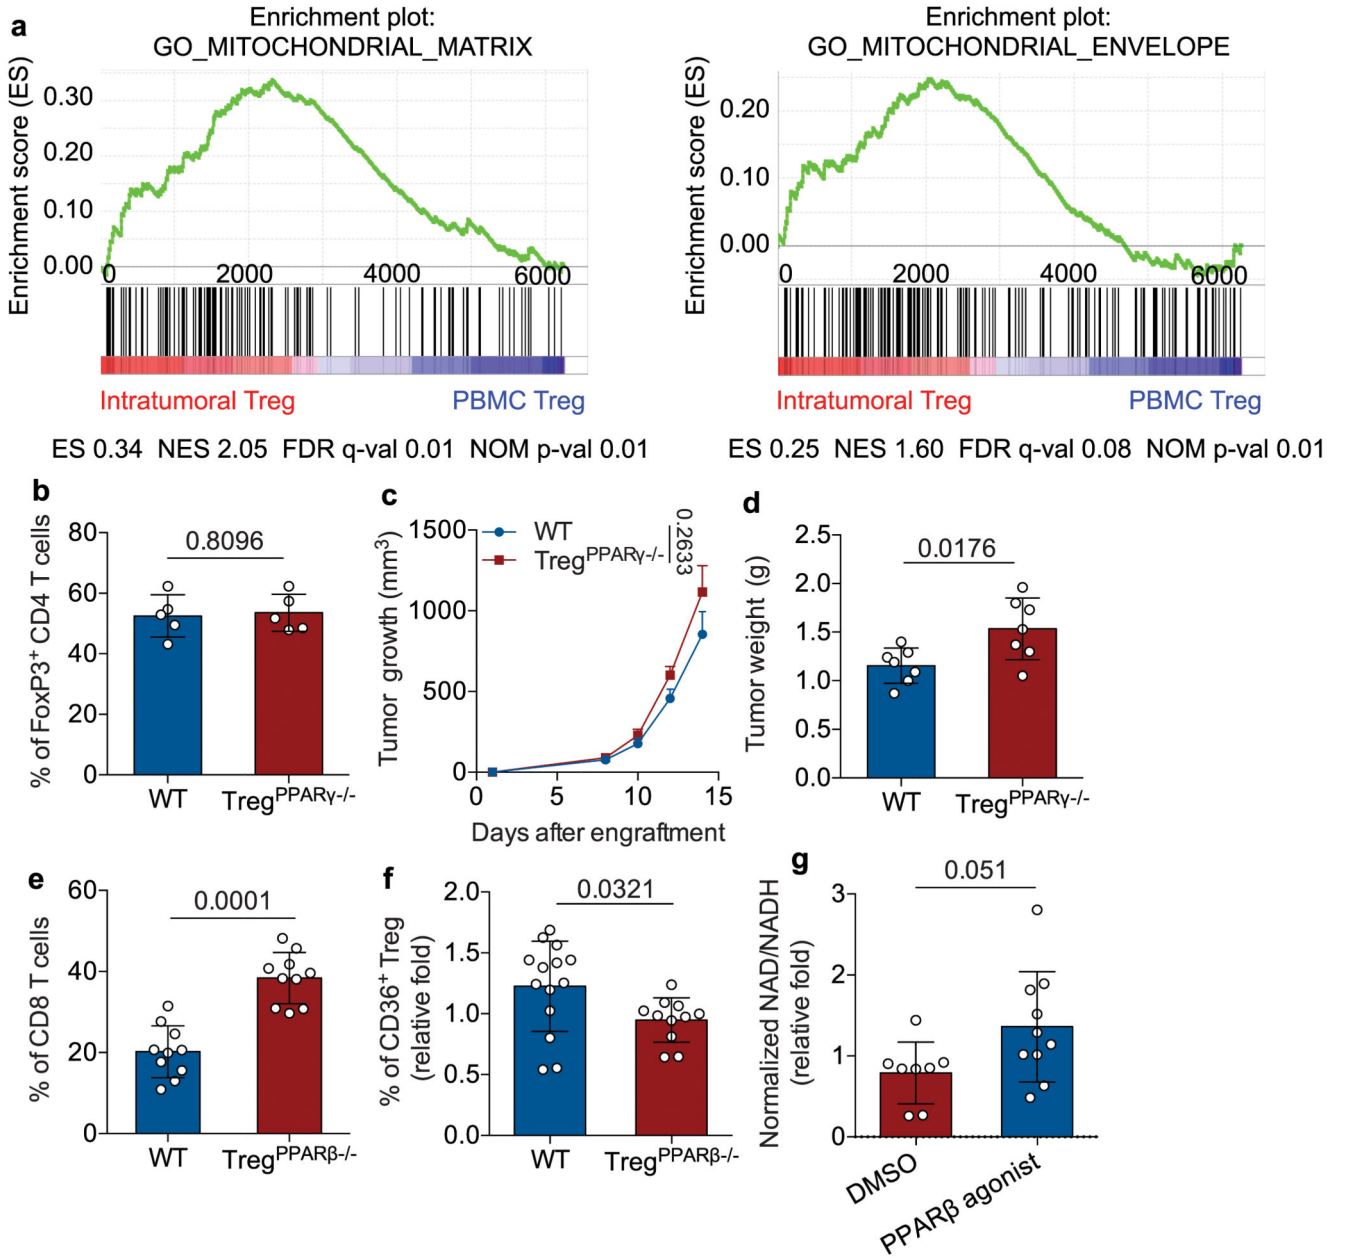 a
Enrichment plot:
GO_MITOCHONDRIAL_MATRIX
Enrichment score (ES)
0.30
0.20
0.10
0.00
0 2000 4000 6000
Intratumoral Treg PBMC Treg
ES 0.34 NES 2.05 FDR q-val 0.01 NOM p-val 0.01
Enrichment plot:
GO_MITOCHONDRIAL_ENVELOPE
Enrichment score (ES)
0.20
0.10
0.00
0 2000 4000 6000
Intratumoral Treg PBMC Treg
ES 0.25 NES 1.60 FDR q-val 0.08 NOM p-val 0.01
b
% of FoxP3⁺ CD4 T cells
80
60
40
20
0
0.8096
WT TregPPARγ-/-
c
Tumor growth (mm³)
1500
1000
500
0
WT
TregPPARγ-/-
0.2633
0 5 10 15
Days after engraftment
d
Tumor weight (g)
2.5
2.0
1.5
1.0
0.5
0.0
0.0176
WT TregPPARγ-/-
e
% of CD8 T cells
60
40
20
0
0.0001
WT TregPPARβ-/-
f
% of CD36⁺ Treg
(relative fold)
2.0
1.5
1.0
0.5
0.0
0.0321
WT TregPPARβ-/-
g
Normalized NAD/NADH
(relative fold)
3
2
1
0
0.051
DMSO
PPARβ agonist